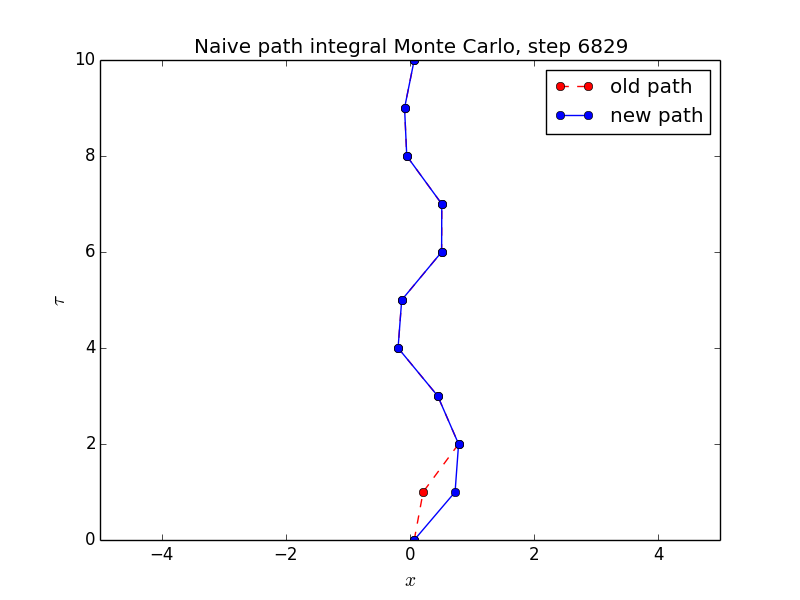 Naive path integral Monte Carlo, step 6829
old path
new path
10
8
6
4
2
0
τ
−4 −2 0 2 4
x